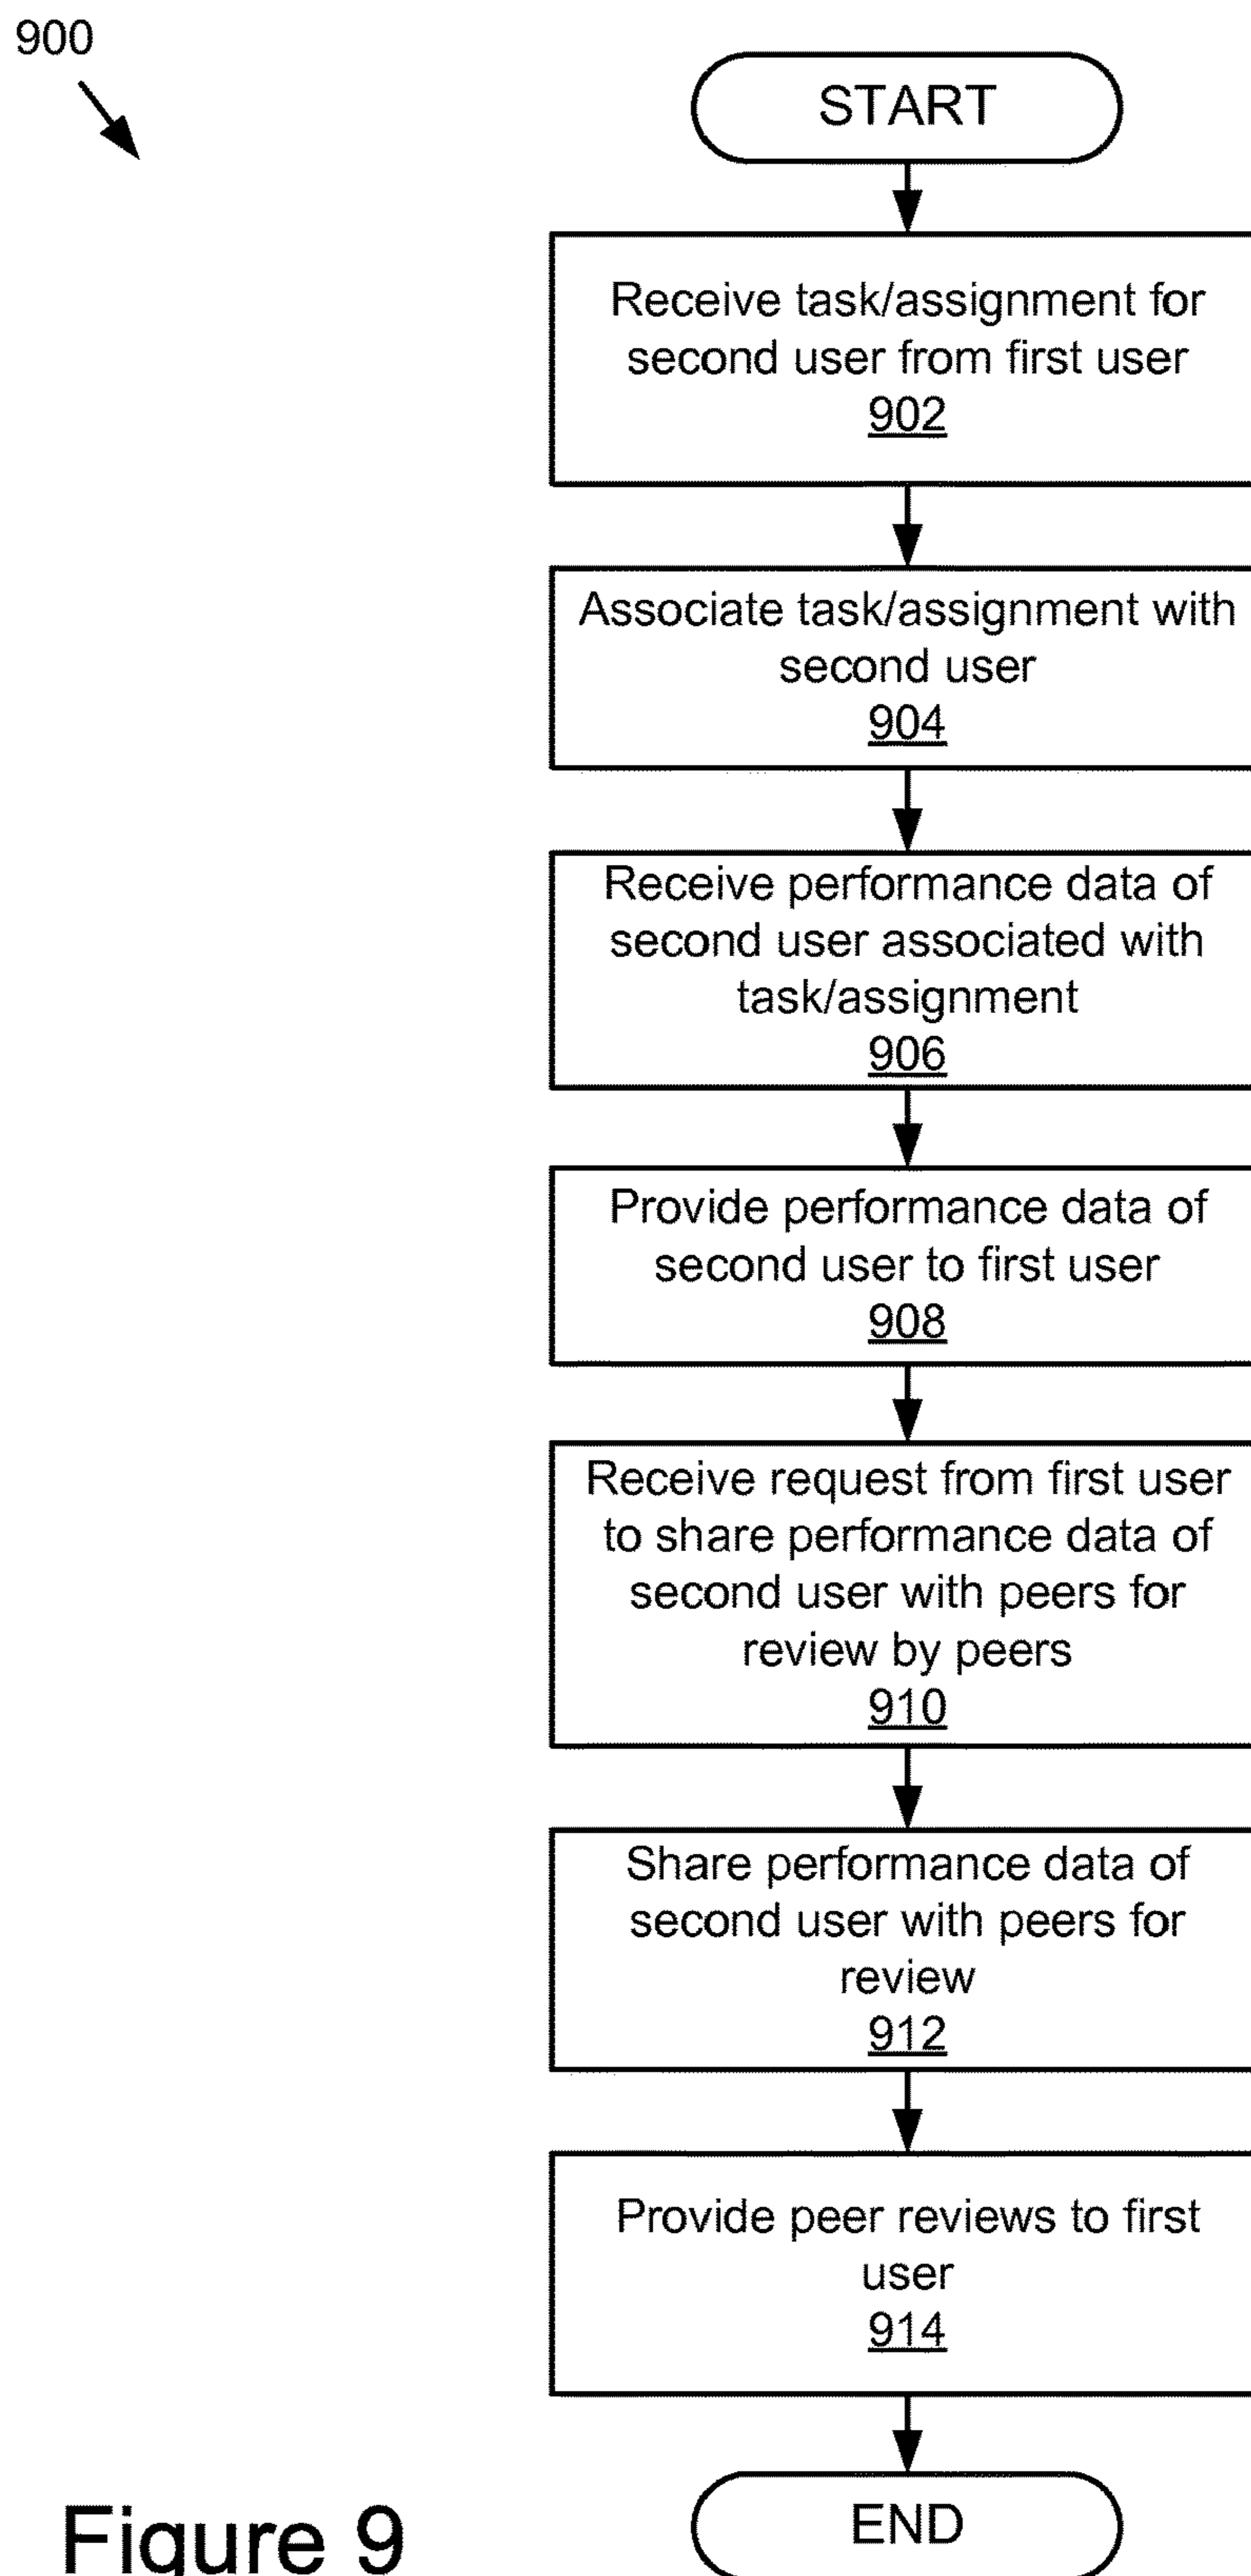 900
START
Receive task/assignment for
second user from first user
902
Associate task/assignment with
second user
904
Receive performance data of
second user associated with
task/assignment
906
Provide performance data of
second user to first user
908
Receive request from first user
to share performance data of
second user with peers for
review by peers
910
Share performance data of
second user with peers for
review
912
Provide peer reviews to first
user
914
END
Figure 9